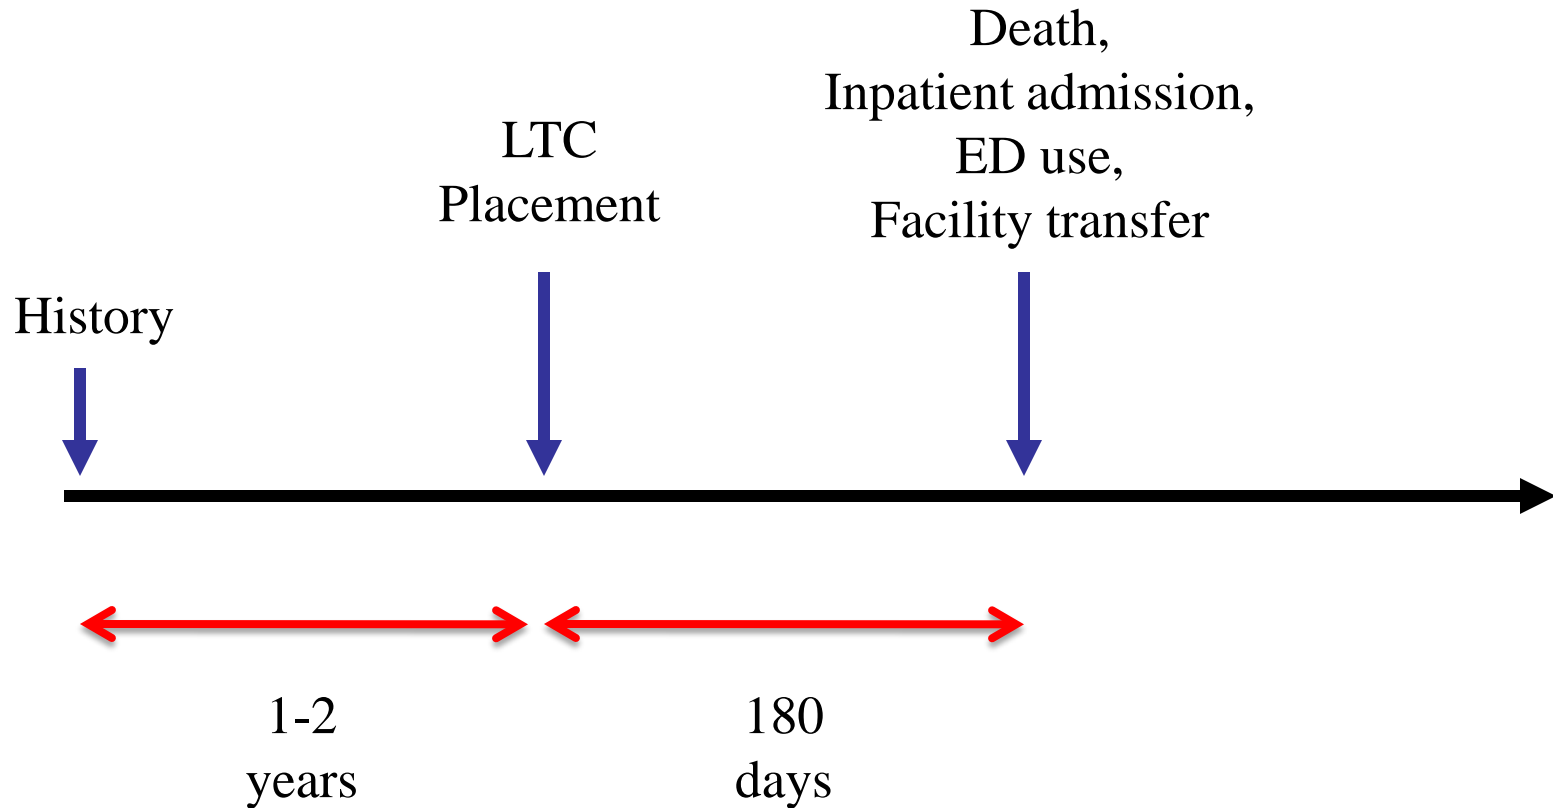 History
LTC
Placement
Death,
Inpatient admission,
ED use,
Facility transfer
1-2
years
180
days